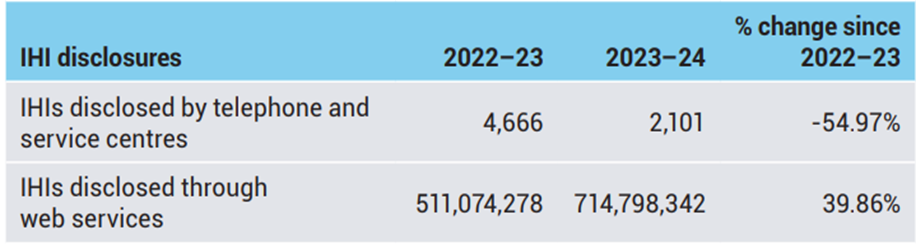 % change since
IHI disclosures 2022–23 2023–24 2022–23
IHIs disclosed by telephone and
service centres 4,666 2,101 -54.97%
IHIs disclosed through
web services 511,074,278 714,798,342 39.86%